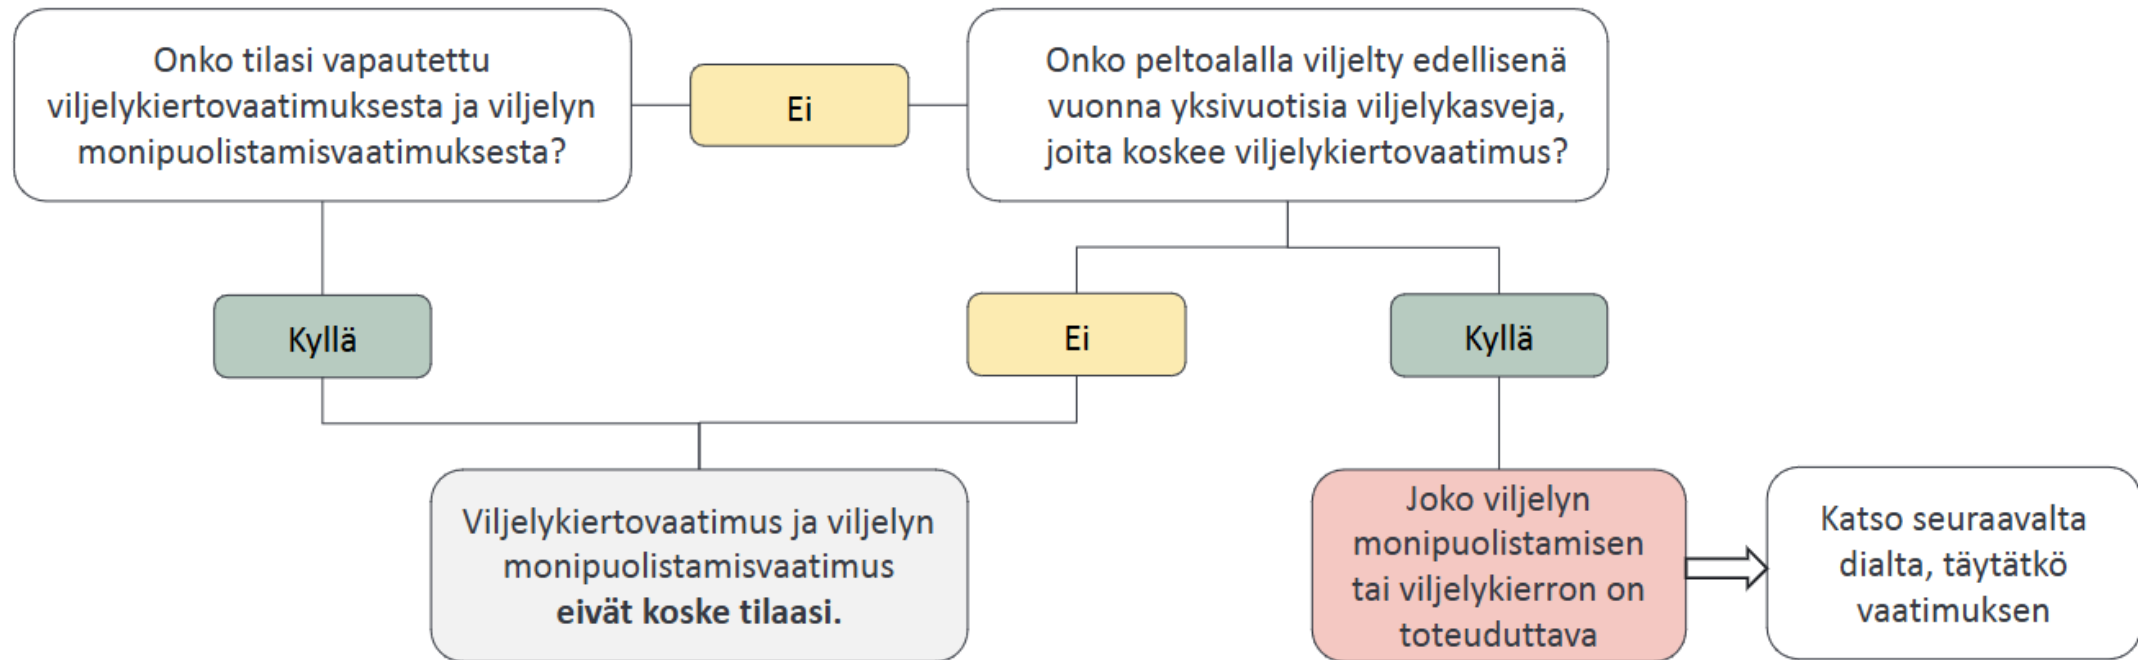 Onko tilasi vapautettu
viljelykiertovaatimuksesta ja viljelyn
monipuolistamisvaatimuksesta?
Ei
Onko peltoalalla viljelty edellisenä
vuonna yksivuotisia viljelykasveja,
joita koskee viljelykiertovaatimus?
Kyllä
Ei
Kyllä
Viljelykiertovaatimus ja viljelyn
monipuolistamisvaatimus
eivät koske tilaasi.
Joko viljelyn
monipuolistamisen
tai viljelykierron on
toteuduttava
Katso seuraavalta
dialta, täytätkö
vaatimuksen